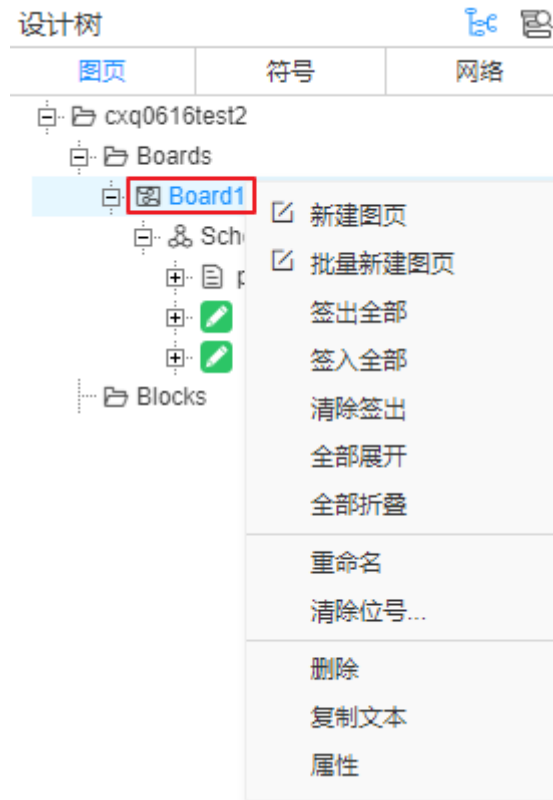 设计树
图页 符号 网络
cxq0616test2
Boards
Board1
新建图页
Sch
批量新建图页
签出全部
签入全部
清除签出
Blocks
全部展开
全部折叠
重命名
清除位号...
删除
复制文本
属性